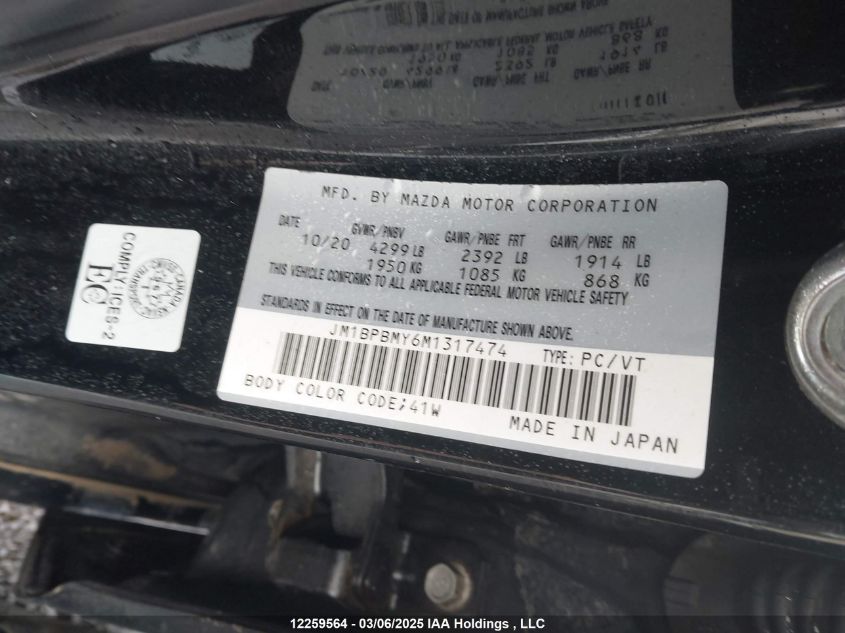 MFD. BY MAZDA MOTOR CORPORATION
DATE GVWR/PNBV GAWR/PNBE FRT GAWR/PNBE RR
10/20 4299 LB 2392 LB 1914 LB
1950 KG 1085 KG 868 KG
THIS VEHICLE CONFORMS TO ALL APPLICABLE FEDERAL MOTOR VEHICLE SAFETY
STANDARDS IN EFFECT ON THE DATE OF MANUFACTURE SHOWN ABOVE.
JM1BPBMY6M1317474 TYPE: PC/VT
BODY COLOR CODE;41W
MADE IN JAPAN
COMPLY: ICES-2
EC
CANADA
TRANSPORT
12259564 - 03/06/2025 IAA Holdings , LLC